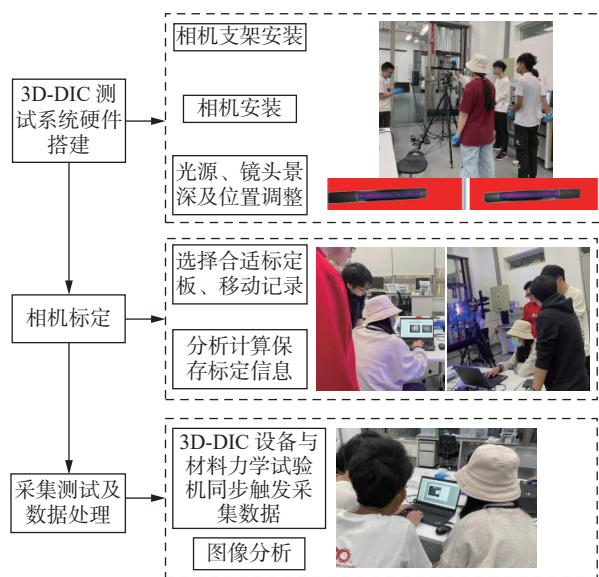 相机支架安装
3D-DIC 测
试系统硬件
搭建
相机安装
光源、镜头景
深及位置调整
选择合适标定
板、移动记录
相机标定
分析计算保
存标定信息
3D-DIC 设备与
材料力学试验
机同步触发采
集数据
采集测试及
数据处理
图像分析